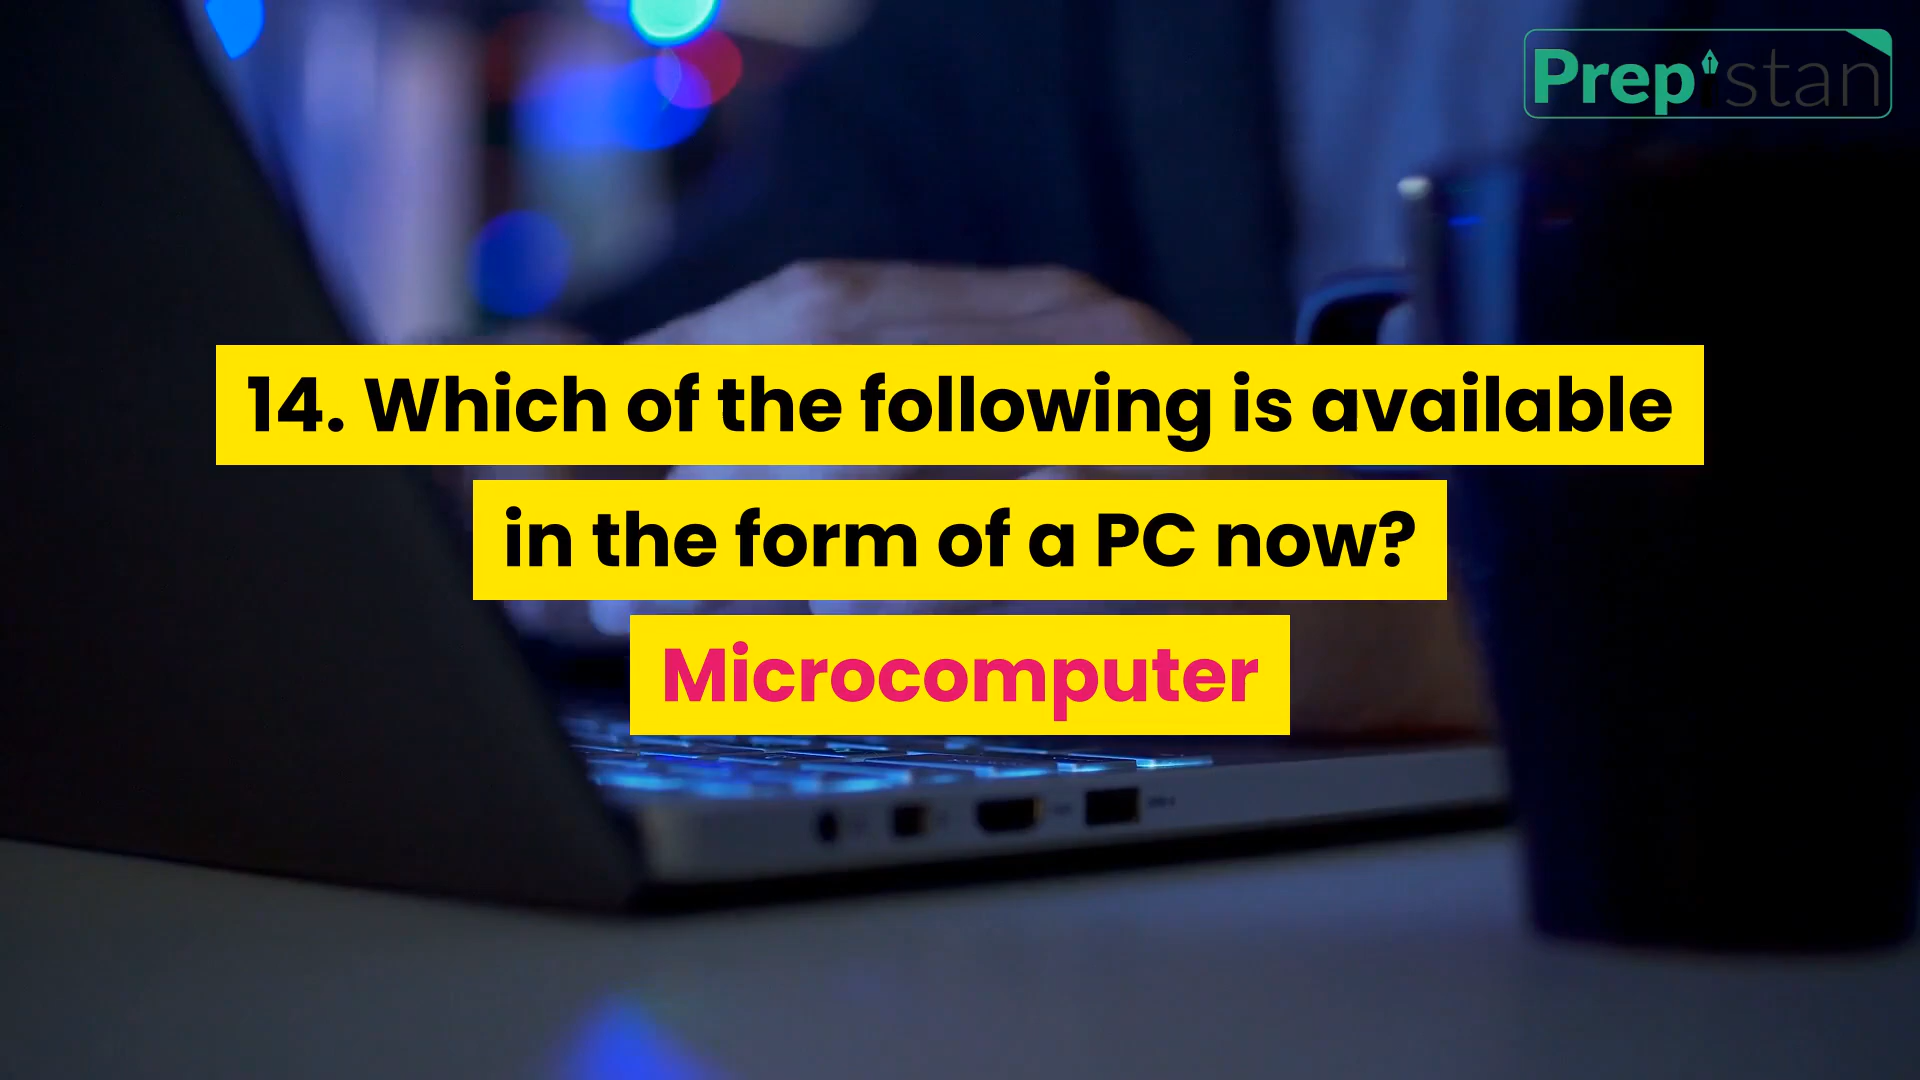 Prep stan
14. Which of the following is available
in the form of a PC now?
Microcomputer